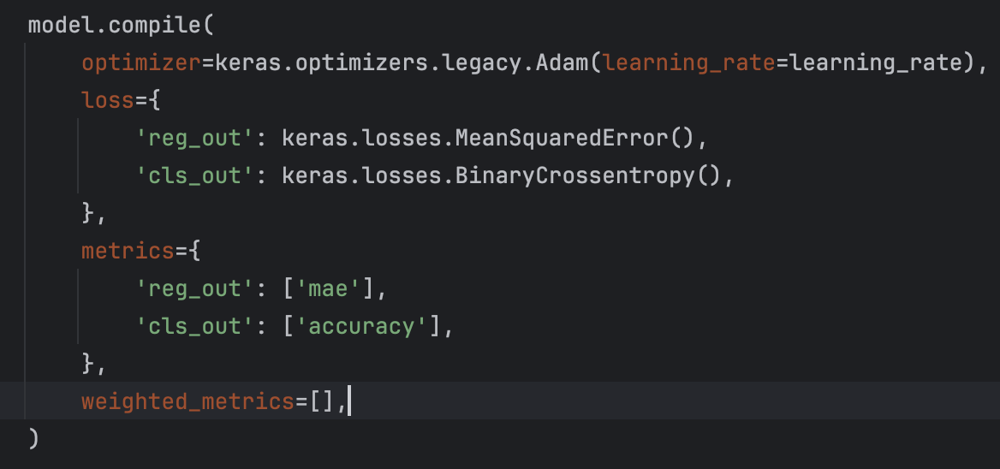 model.compile(
    optimizer=keras.optimizers.legacy.Adam(learning_rate=learning_rate),
    loss={
        'reg_out': keras.losses.MeanSquaredError(),
        'cls_out': keras.losses.BinaryCrossentropy(),
    },
    metrics={
        'reg_out': ['mae'],
        'cls_out': ['accuracy'],
    },
    weighted_metrics=[],
)